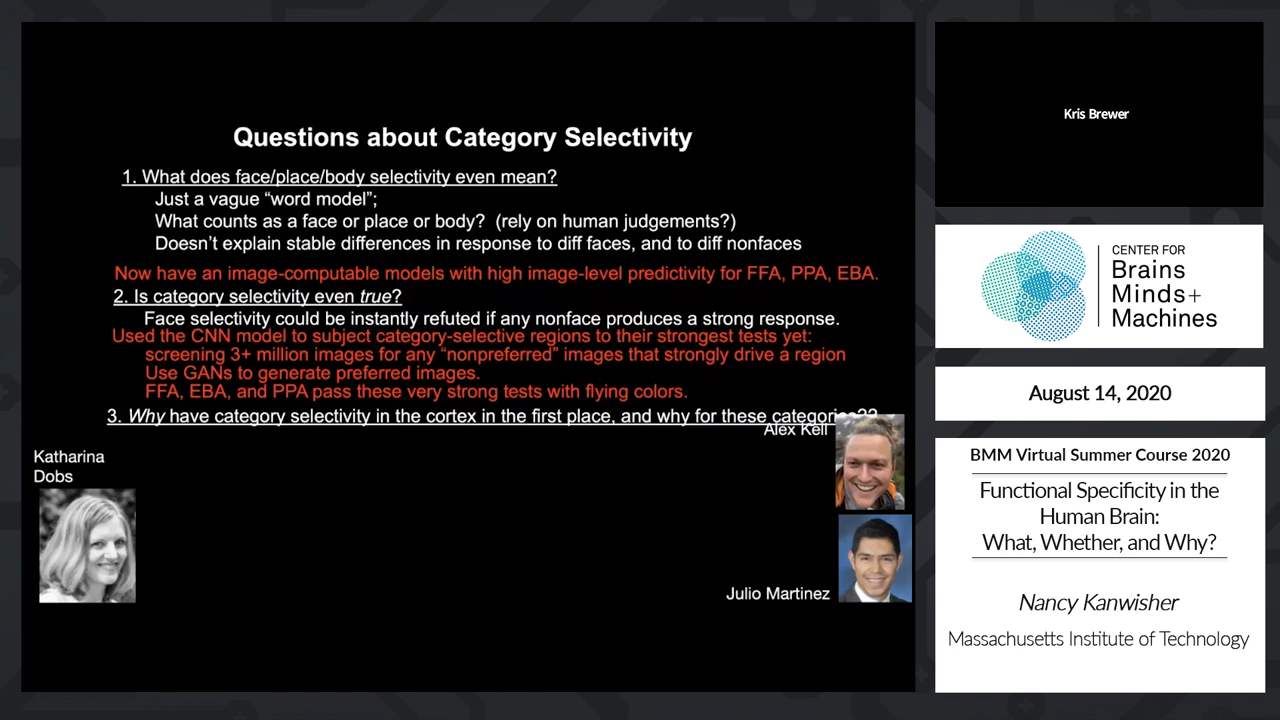 Questions about Category Selectivity
1. What does face/place/body selectivity even mean?
Just a vague “word model”;
What counts as a face or place or body? (rely on human judgements?)
Doesn’t explain stable differences in response to diff faces, and to diff nonfaces
Now have an image-computable models with high image-level predictivity for FFA, PPA, EBA.
2. Is category selectivity even true?
Face selectivity could be instantly refuted if any nonface produces a strong response.
Used the CNN model to subject category-selective regions to their strongest tests yet:
screening 3+ million images for any “nonpreferred” images that strongly drive a region
Use GANs to generate preferred images.
FFA, EBA, and PPA pass these very strong tests with flying colors.
3. Why have category selectivity in the cortex in the first place, and why for these categories??
Alex Kell
Katharina
Dobs
Julio Martinez
Kris Brewer
CENTER FOR
Brains
Minds+
Machines
August 14, 2020
BMM Virtual Summer Course 2020
Functional Specificity in the
Human Brain:
What, Whether, and Why?
Nancy Kanwisher
Massachusetts Institute of Technology